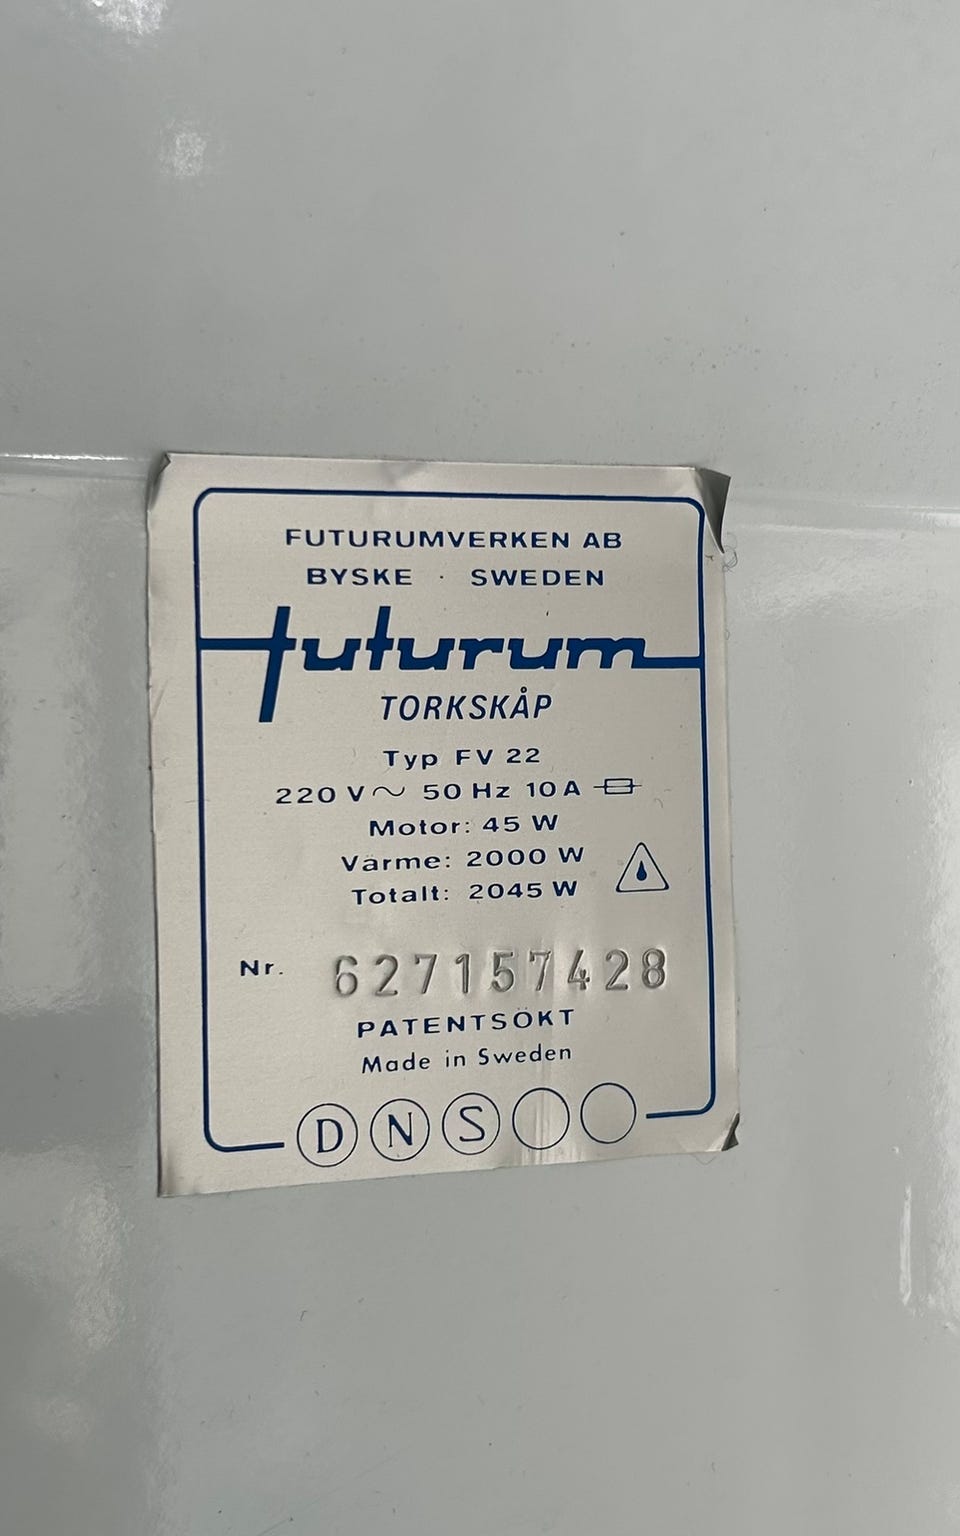 FUTURUMVERKEN AB
BYSKE · SWEDEN
futurum
TORKSKÅP
Typ FV 22
220 V ~ 50 Hz 10 A
Motor: 45 W
Värme: 2000 W
Totalt: 2045 W
Nr. 627157428
PATENTSÖKT
Made in Sweden
D N S